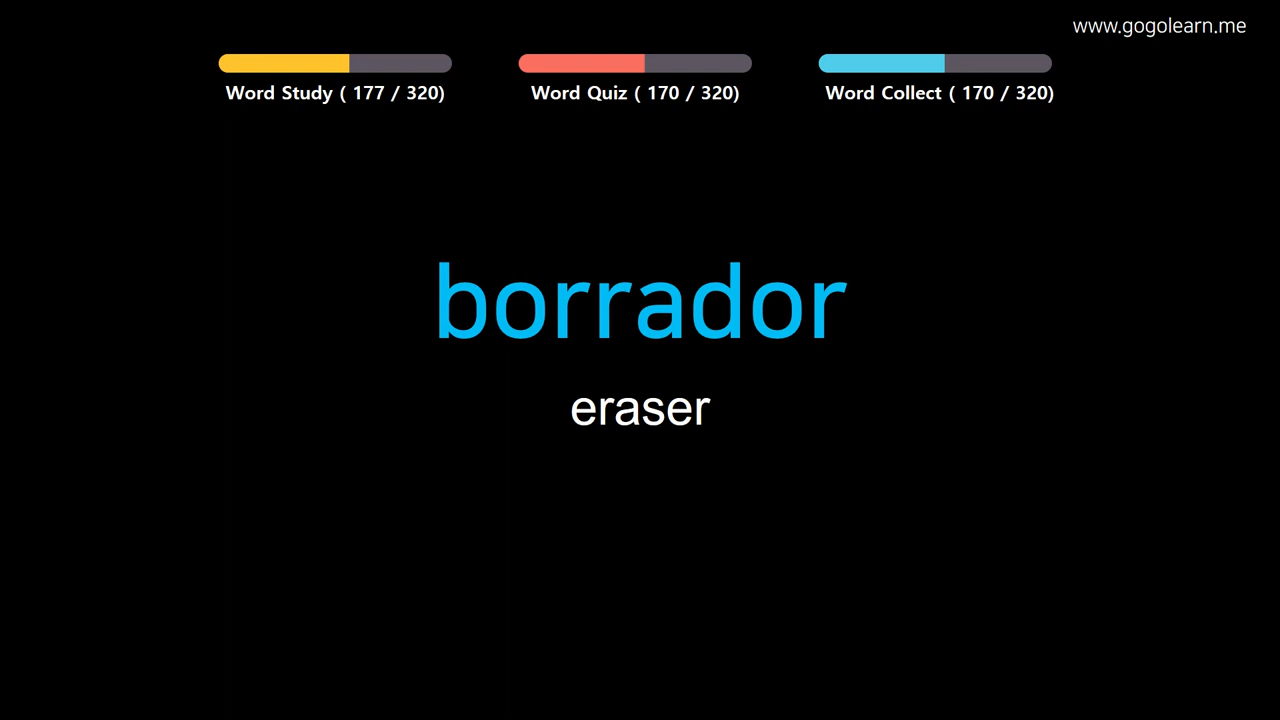 www.gogolearn.me
Word Study ( 177 / 320)
Word Quiz ( 170 / 320)
Word Collect ( 170 / 320)
borrador
eraser